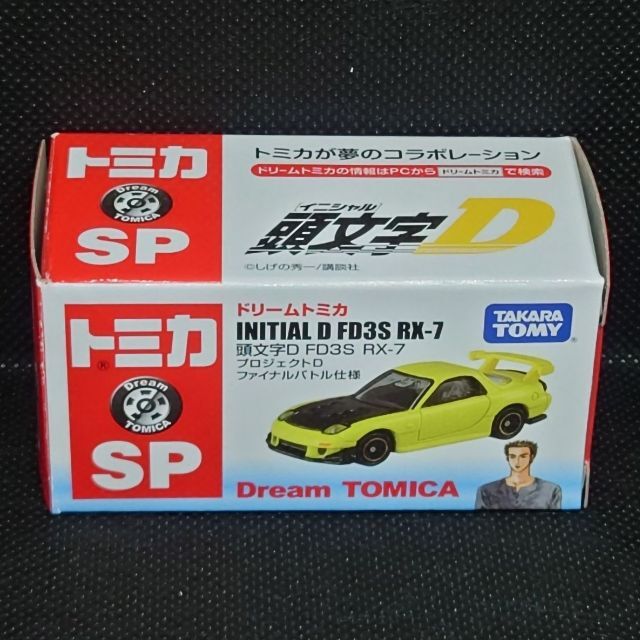 トミカ
Dream
TOMICA
SP
トミカが夢のコラボレーション
ドリームトミカの情報はPCから ドリームトミカ で検索
(イニシャル)
頭文字D
©しげの秀一/講談社
トミカ
®
Dream
TOMICA
SP
ドリームトミカ
INITIAL D FD3S RX-7
頭文字D FD3S RX-7
プロジェクトD
ファイナルバトル仕様
TAKARA
TOMY
®
Dream TOMICA